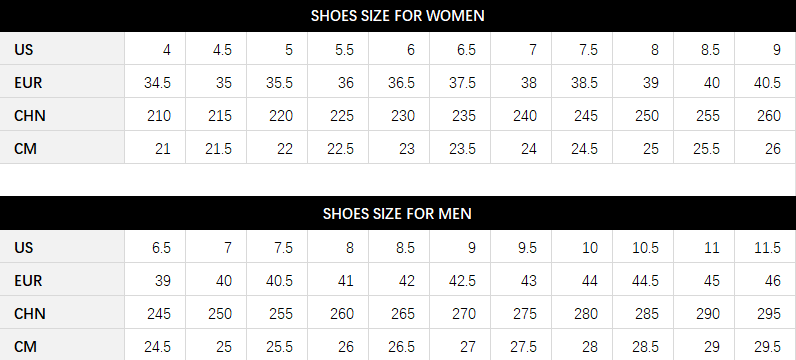 SHOES SIZE FOR WOMEN
US 4 4.5 5 5.5 6 6.5 7 7.5 8 8.5 9
EUR 34.5 35 35.5 36 36.5 37.5 38 38.5 39 40 40.5
CHN 210 215 220 225 230 235 240 245 250 255 260
CM 21 21.5 22 22.5 23 23.5 24 24.5 25 25.5 26
SHOES SIZE FOR MEN
US 6.5 7 7.5 8 8.5 9 9.5 10 10.5 11 11.5
EUR 39 40 40.5 41 42 42.5 43 44 44.5 45 46
CHN 245 250 255 260 265 270 275 280 285 290 295
CM 24.5 25 25.5 26 26.5 27 27.5 28 28.5 29 29.5